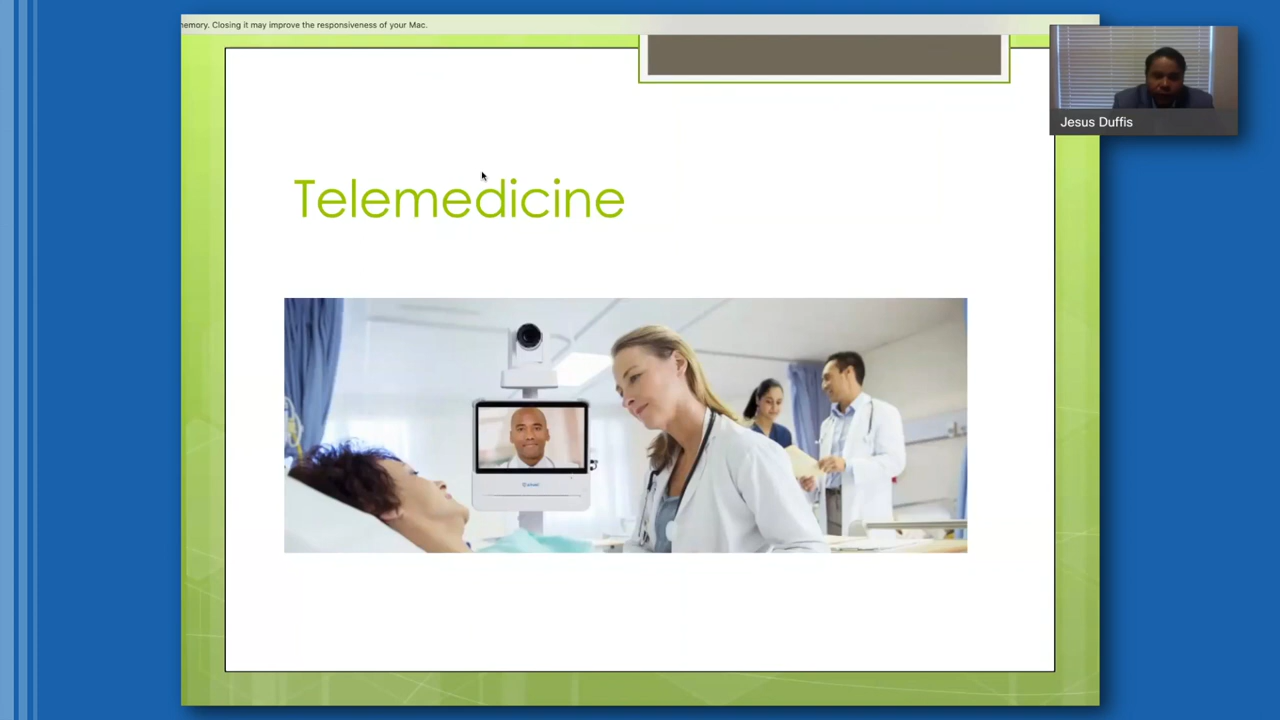 emory. Closing it may improve the responsiveness of your Mac.
Jesus Duffis
Telemedicine